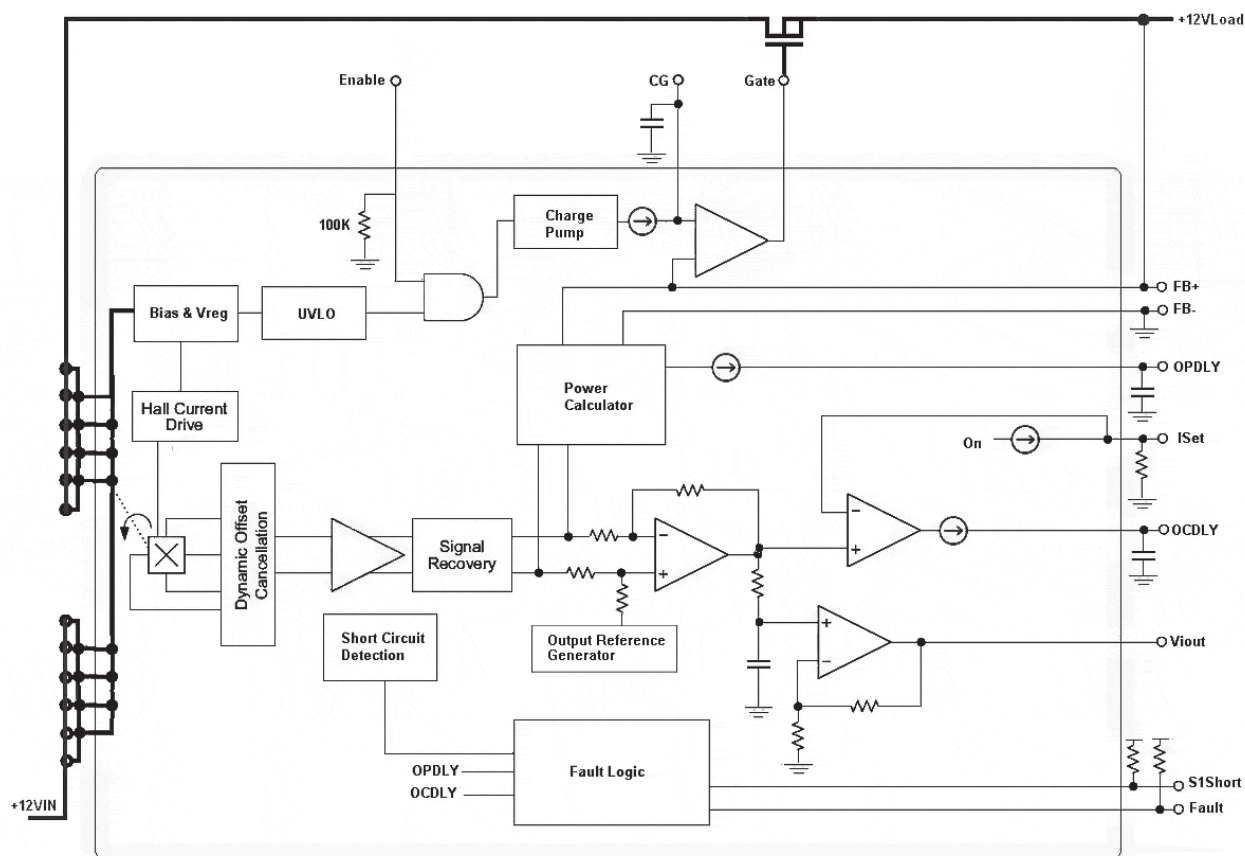 +12VLoad
Enable
CG
Gate
100K
Charge
Pump
FB+
Bias & Vreg
UVLO
FB-
OPDLY
Power
Calculator
Hall Current
Drive
On
ISet
Dynamic Offset
Cancellation
Signal
Recovery
-
+
-
+
OCDLY
Short Circuit
Detection
Output Reference
Generator
+
-
Viout
Fault Logic
OPDLY
OCDLY
S1Short
Fault
+12VIN